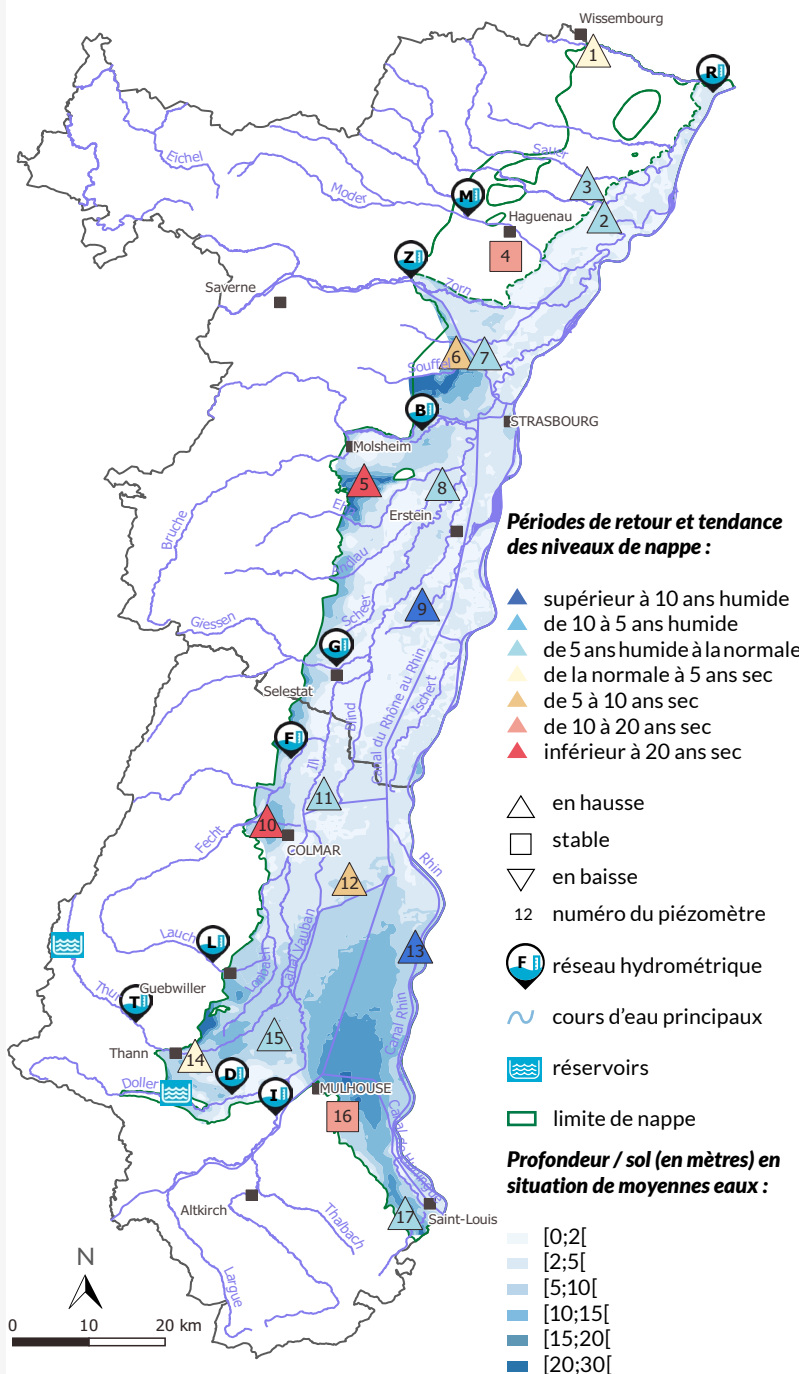 Wissembourg
1
R
Eichel
Sauer
3
Moder
M
2
Haguenau
4
Z
Zorn
Saverne
6
7
Souffel
B
STRASBOURG
Molsheim
5
8
Erstein
Bruche
Andlau
9
Scheer
Giessen
G
Selestat
Blind
Canal du Rhône au Rhin
Ischert
F
Ill
11
10
COLMAR
Fecht
12
Rhin
13
Lauch
L
Canal Vauban
Guebwiller
T
Thur
Canal Rhin
15
Thann
14
Doller
D
I
MULHOUSE
16
Canal de Huningue
Altkirch
Thalbach
17
Saint-Louis
Largue
N
0 10 20 km
Périodes de retour et tendance
des niveaux de nappe :
supérieur à 10 ans humide
de 10 à 5 ans humide
de 5 ans humide à la normale
de la normale à 5 ans sec
de 5 à 10 ans sec
de 10 à 20 ans sec
inférieur à 20 ans sec
en hausse
stable
en baisse
12 numéro du piézomètre
F réseau hydrométrique
cours d'eau principaux
réservoirs
limite de nappe
Profondeur / sol (en mètres) en
situation de moyennes eaux :
[0;2[
[2;5[
[5;10[
[10;15[
[15;20[
[20;30[